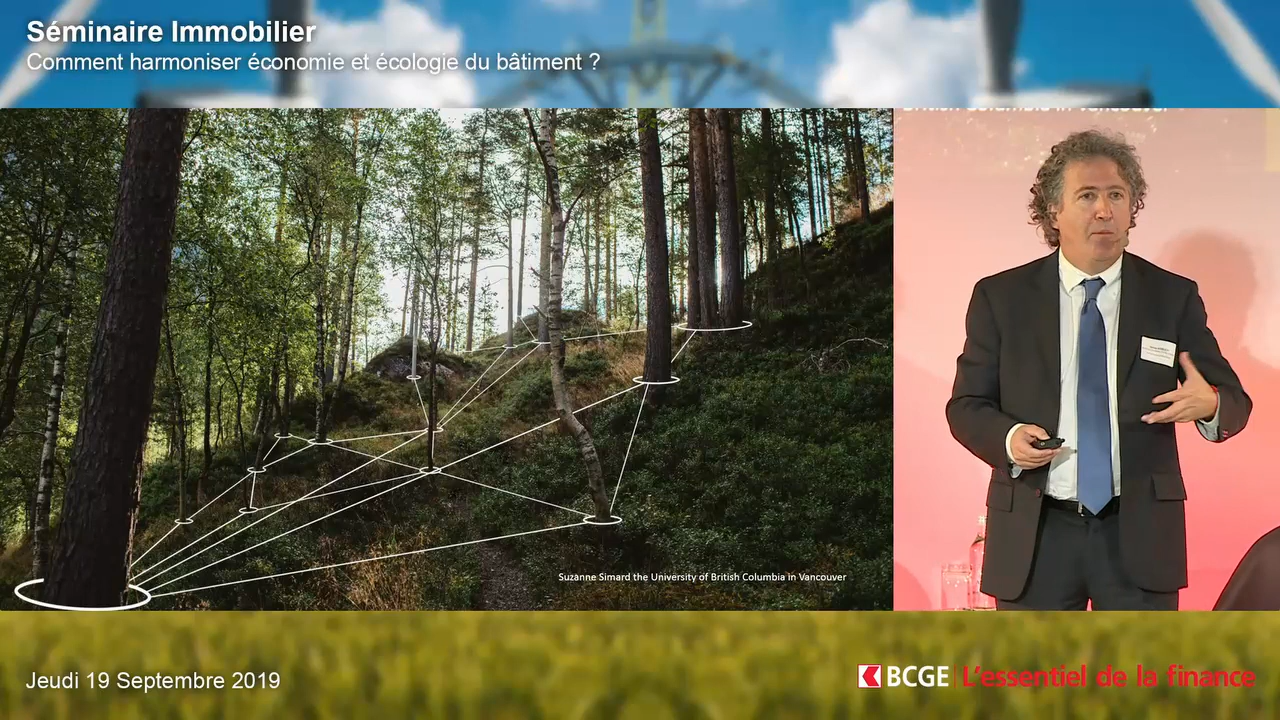 Séminaire Immobilier
Comment harmoniser économie et écologie du bâtiment ?
Suzanne Simard the University of British Columbia in Vancouver
Jeudi 19 Septembre 2019
BCGE L'essentiel de la finance